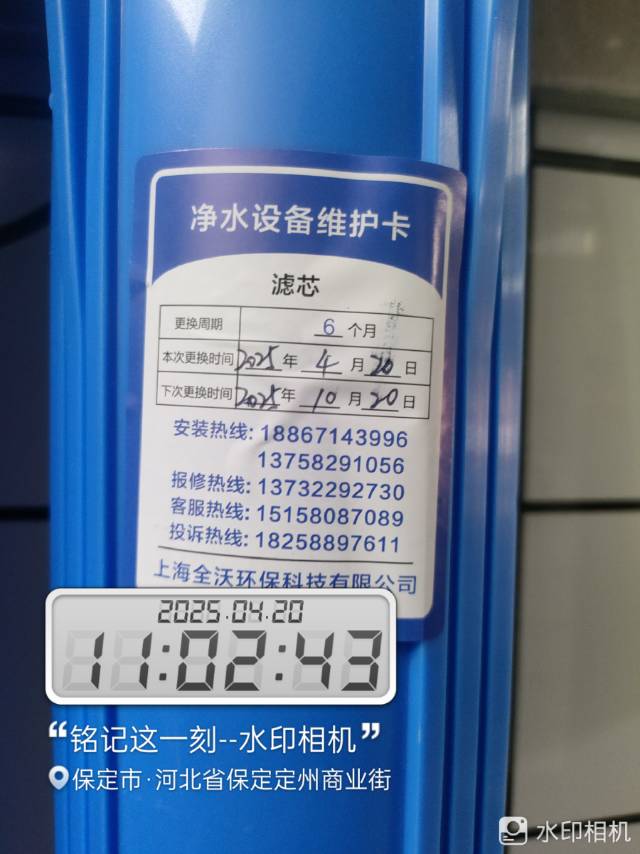 净水设备维护卡
滤芯
更换周期 6 个月
本次更换时间 2025 年 4 月 20 日
下次更换时间 2025 年 10 月 20 日
安装热线: 18867143996
13758291056
报修热线: 13732292730
客服热线: 15158087089
投诉热线: 18258897611
上海全沃环保科技有限公司
2025.04.20
11:02:43
“铭记这一刻--水印相机”
保定市·河北省保定定州商业街
水印相机